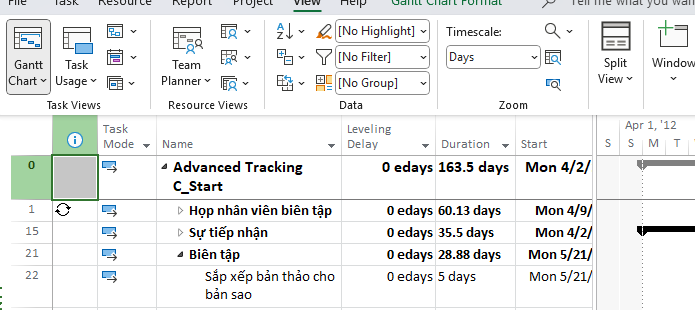 File
Task
Resource
Report
Project
View
Help
Gantt Chart Format
Tell me what you want
Gantt
Chart
Task
Usage
Team
Planner
[No Highlight]
[No Filter]
[No Group]
Timescale:
Days
Split
View
Window
Task Views
Resource Views
Data
Zoom
Task
Mode
Name
Leveling
Delay
Duration
Start
Apr 1, '12
S S M T
0 Advanced Tracking 0 edays 163.5 days Mon 4/2/
C_Start
1 Họp nhân viên biên tập 0 edays 60.13 days Mon 4/9/
15 Sự tiếp nhận 0 edays 35.5 days Mon 4/2/
21 Biên tập 0 edays 28.88 days Mon 5/21/
22 Sắp xếp bản thảo cho 0 edays 5 days Mon 5/21/
bản sao